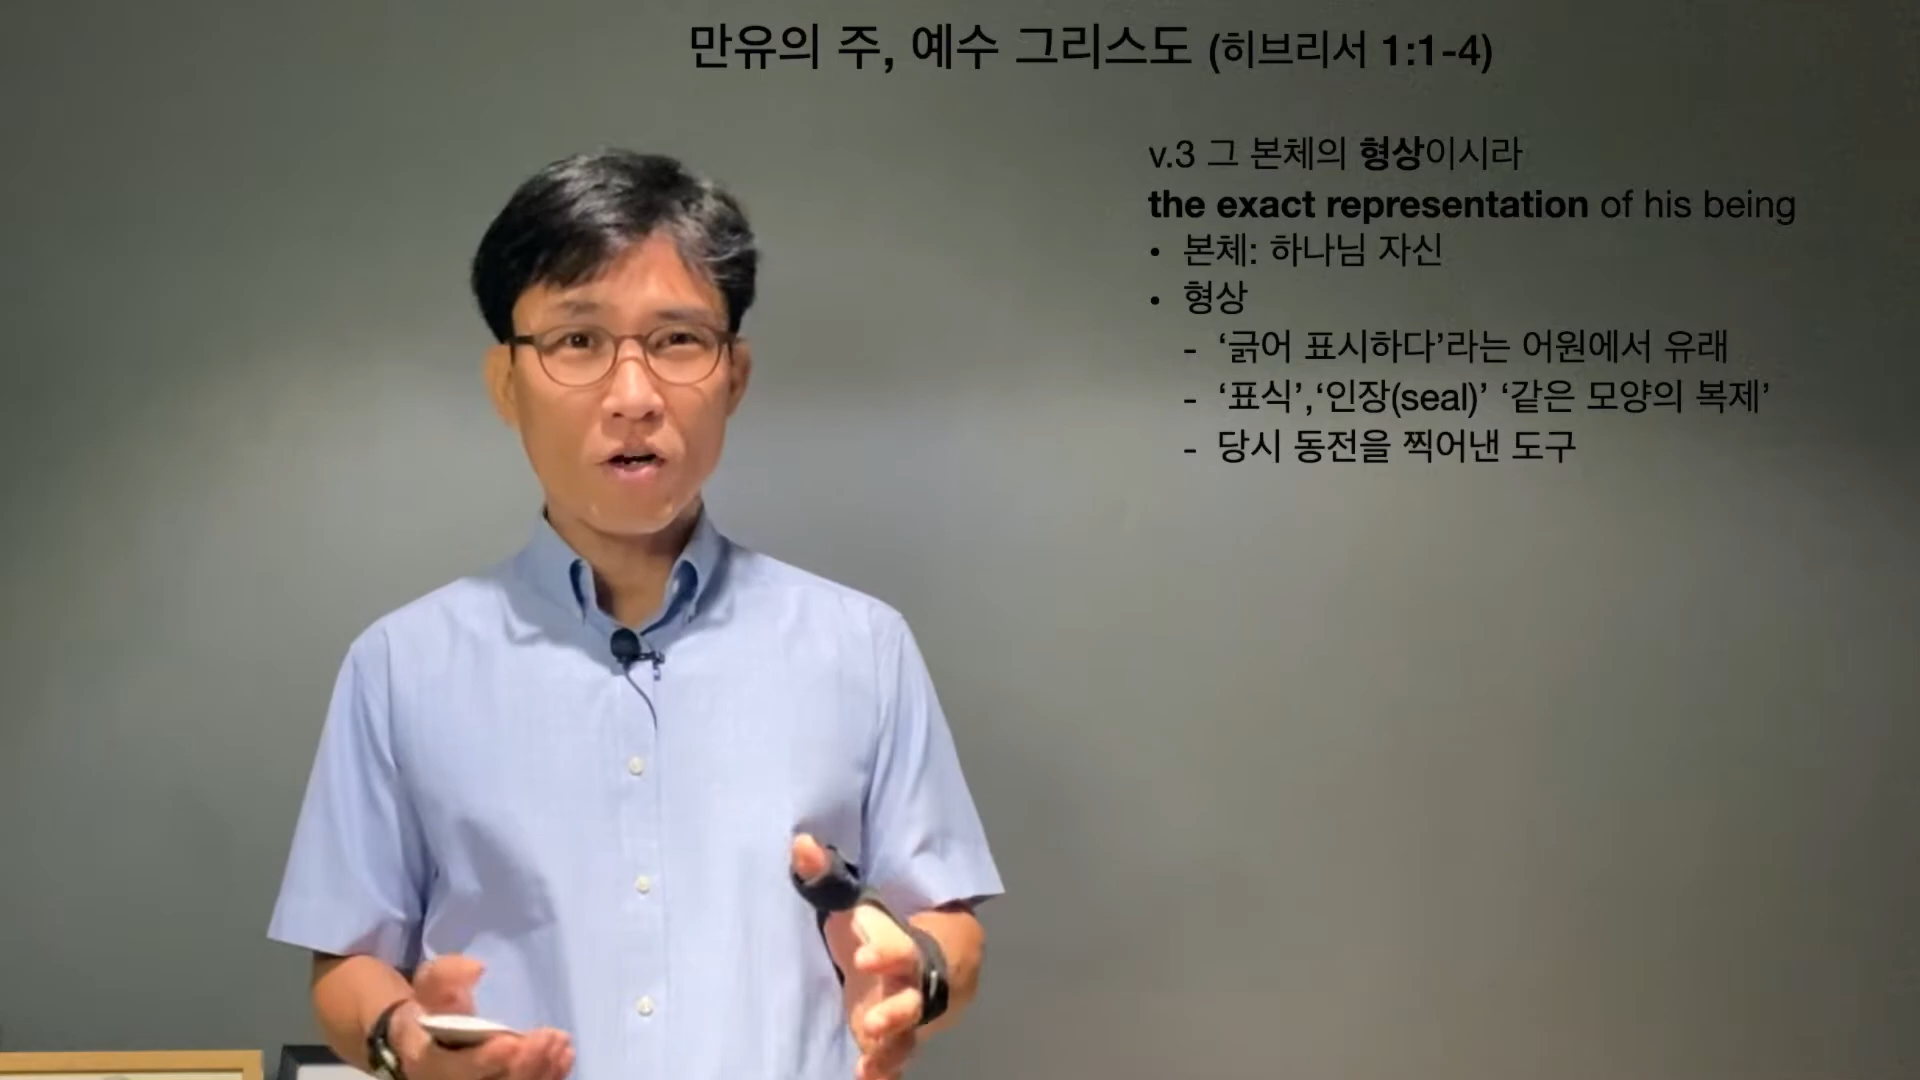 만유의 주, 예수 그리스도 (히브리서 1:1-4)
v.3 그 본체의 형상이시라
the exact representation of his being
• 본체: 하나님 자신
• 형상
- ‘긁어 표시하다’라는 어원에서 유래
- ‘표식’,‘인장(seal)’ ‘같은 모양의 복제’
- 당시 동전을 찍어낸 도구